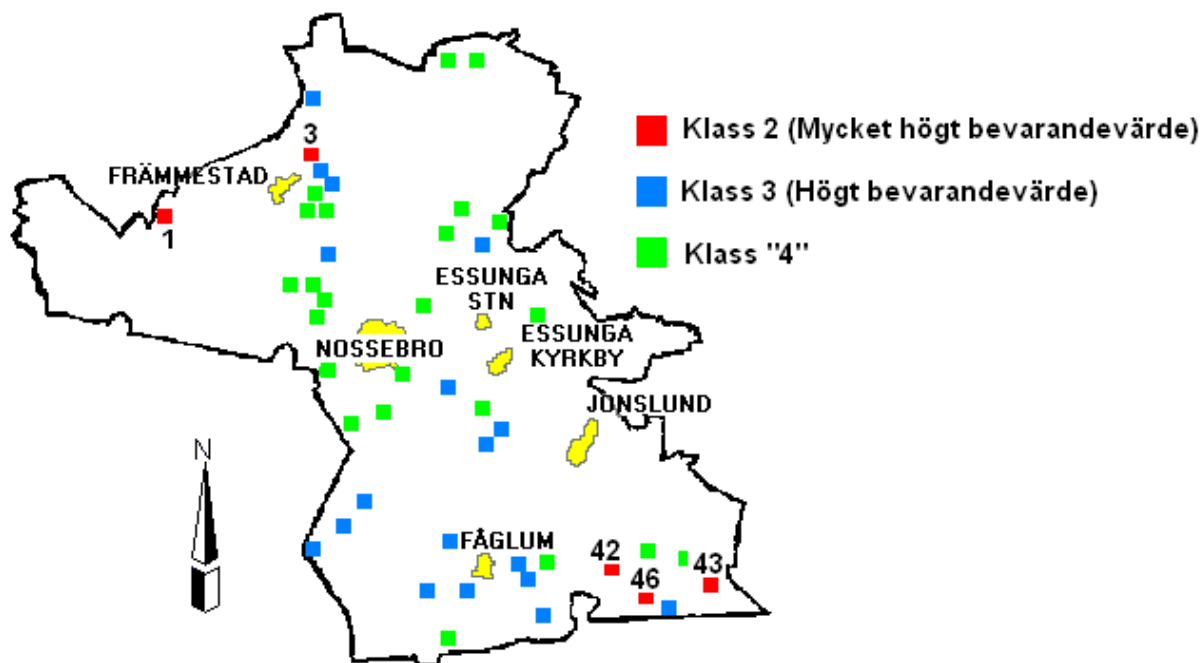 3
FRÄMMESTAD
1
Klass 2 (Mycket högt bevarandevärde)
Klass 3 (Högt bevarandevärde)
Klass "4"
ESSUNGA
STN
ESSUNGA
KYRKBY
NOSSEBRO
JONSLUND
N
FÅGLUM
42
46
43